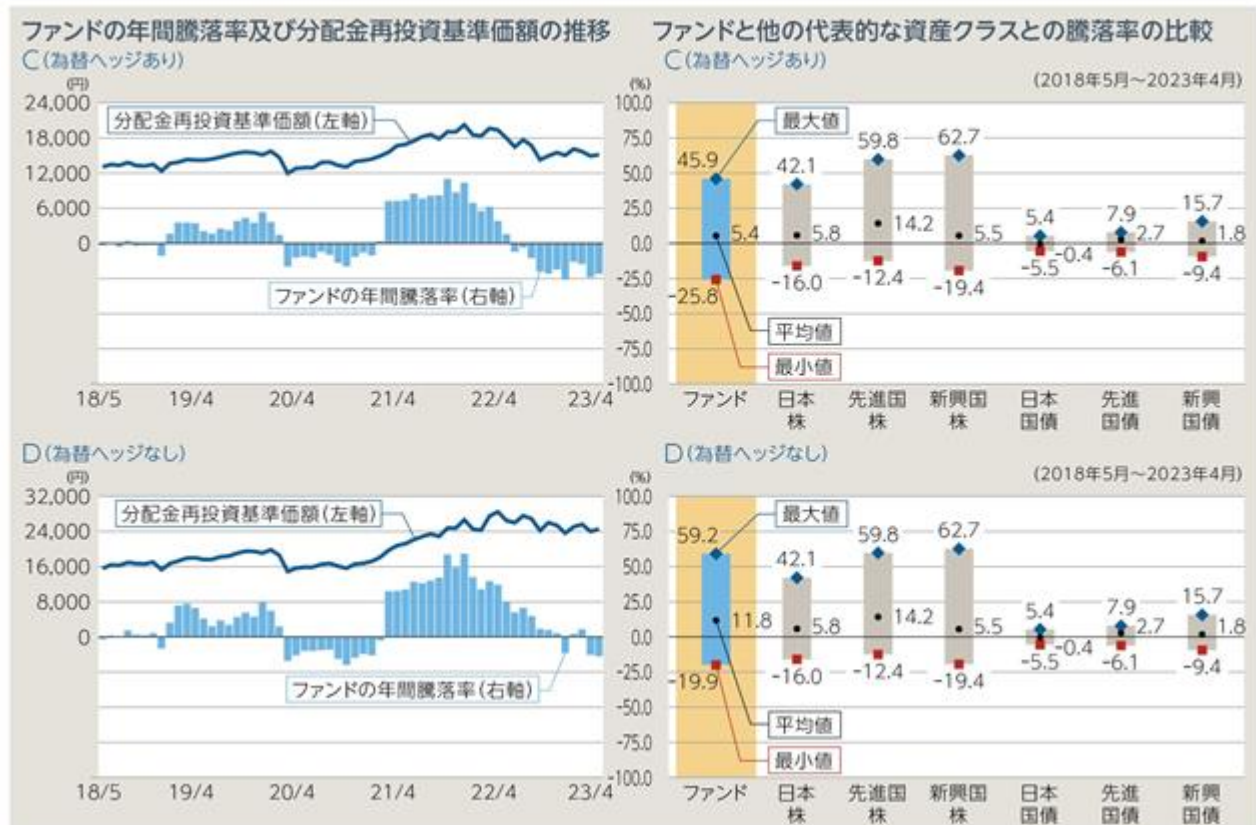 ファンドの年間騰落率及び分配金再投資基準価額の推移
C(為替ヘッジあり)
(円)
24,000
18,000
12,000
6,000
0
分配金再投資基準価額(左軸)
ファンドの年間騰落率(右軸)
18/5 19/4 20/4 21/4 22/4 23/4
ファンドと他の代表的な資産クラスとの騰落率の比較
C(為替ヘッジあり)
(2018年5月〜2023年4月)
(%)
100.0
75.0
50.0
25.0
0.0
-25.0
-50.0
-75.0
-100.0
最大値
平均値
最小値
45.9 42.1 59.8 62.7 5.4 7.9 15.7
5.4 5.8 14.2 5.5 -0.4 2.7 1.8
-25.8 -16.0 -12.4 -19.4 -5.5 -6.1 -9.4
ファンド 日本株 先進国株 新興国株 日本国債 先進国債 新興国債
D(為替ヘッジなし)
(円)
32,000
24,000
16,000
8,000
0
分配金再投資基準価額(左軸)
ファンドの年間騰落率(右軸)
18/5 19/4 20/4 21/4 22/4 23/4
D(為替ヘッジなし)
(2018年5月〜2023年4月)
(%)
100.0
75.0
50.0
25.0
0.0
-25.0
-50.0
-75.0
-100.0
最大値
平均値
最小値
59.2 42.1 59.8 62.7 5.4 7.9 15.7
11.8 5.8 14.2 5.5 -0.4 2.7 1.8
-19.9 -16.0 -12.4 -19.4 -5.5 -6.1 -9.4
ファンド 日本株 先進国株 新興国株 日本国債 先進国債 新興国債